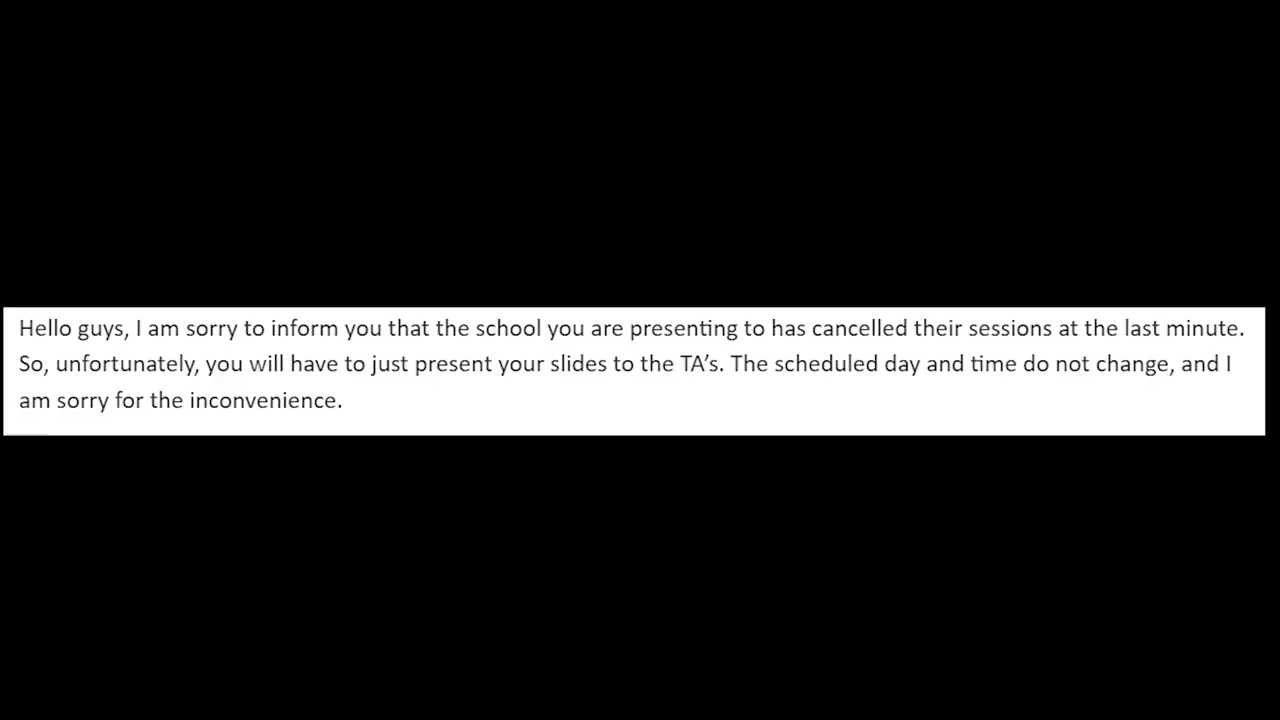 Hello guys, I am sorry to inform you that the school you are presenting to has cancelled their sessions at the last minute.
So, unfortunately, you will have to just present your slides to the TA’s. The scheduled day and time do not change, and I
am sorry for the inconvenience.